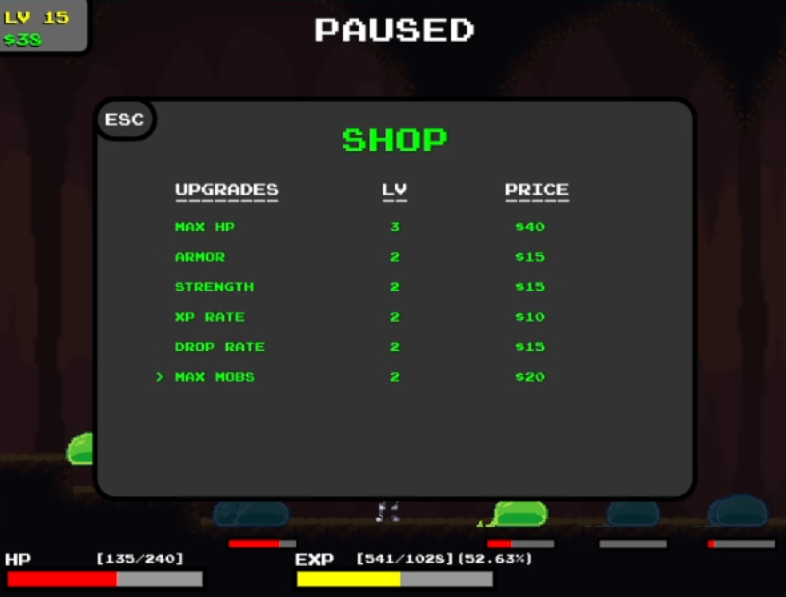 LV 15
$38
PAUSED
ESC
SHOP
UPGRADES LV PRICE
MAX HP 3 $40
ARMOR 2 $15
STRENGTH 2 $15
XP RATE 2 $10
DROP RATE 2 $15
> MAX MOBS 2 $20
HP [135/240] EXP [541/1028](52.63%)